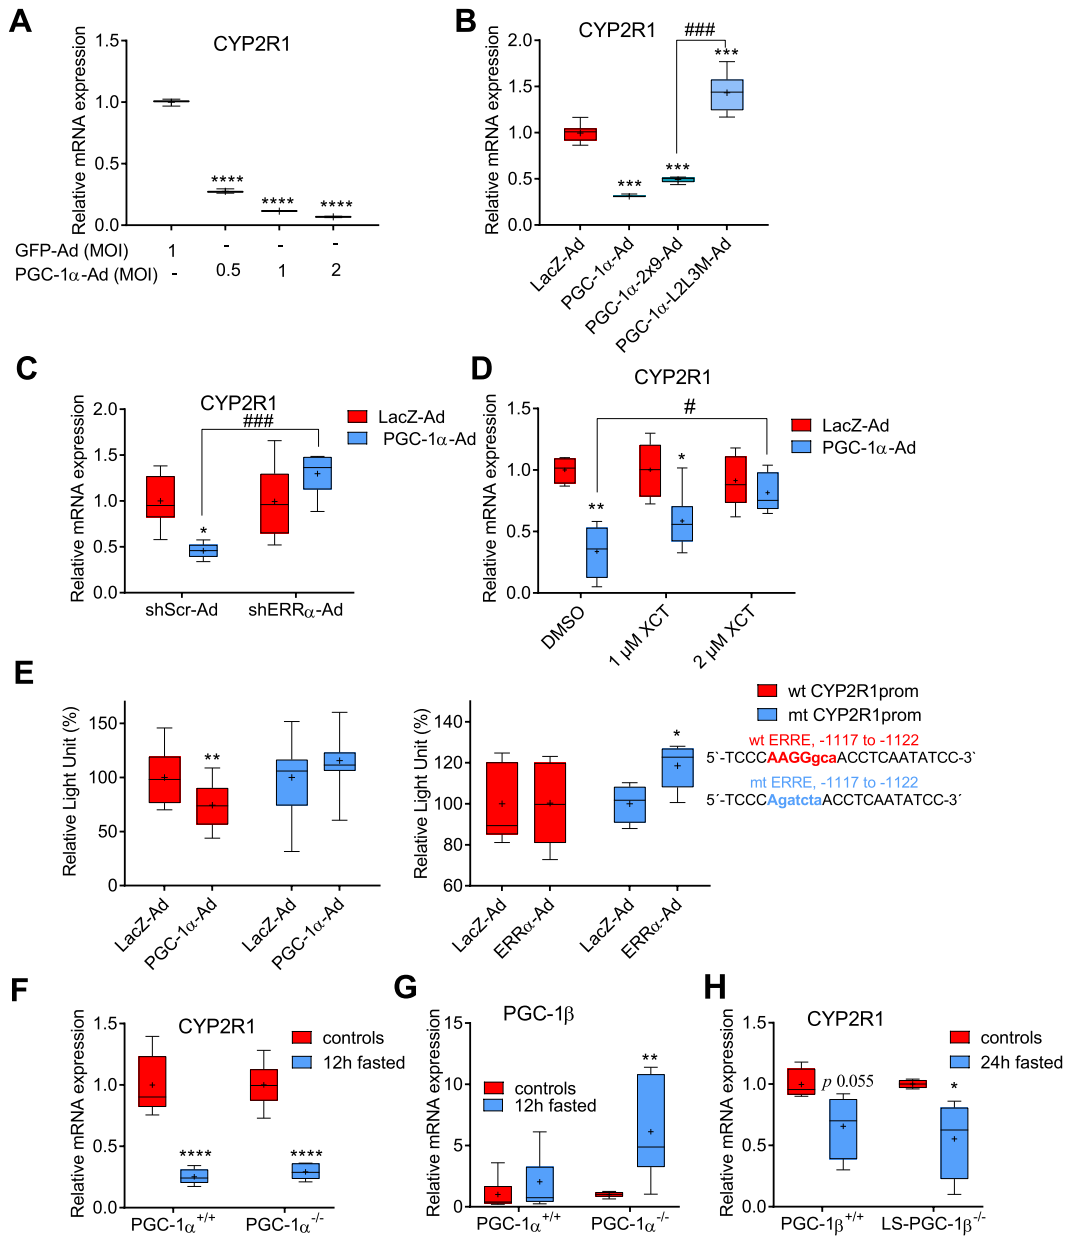 A
CYP2R1
Relative mRNA expression
1.5
1.0
0.5
0.0
****
****
****
GFP-Ad (MOI) 1 - - -
PGC-1α-Ad (MOI) - 0.5 1 2
B
CYP2R1
###
Relative mRNA expression
2.0
1.5
1.0
0.5
0.0
***
***
***
LacZ-Ad
PGC-1α-Ad
PGC-1α-2x9-Ad
PGC-1α-L2L3M-Ad
C
CYP2R1
###
LacZ-Ad
PGC-1α-Ad
Relative mRNA expression
2.0
1.5
1.0
0.5
0.0
*
shScr-Ad shERRα-Ad
D
CYP2R1
#
LacZ-Ad
PGC-1α-Ad
Relative mRNA expression
1.5
1.0
0.5
0.0
**
*
DMSO
1 µM XCT
2 µM XCT
E
Relative Light Unit (%)
150
100
50
0
**
LacZ-Ad
PGC-1α-Ad
LacZ-Ad
PGC-1α-Ad
Relative Light Unit (%)
140
120
100
80
60
*
LacZ-Ad
ERRα-Ad
LacZ-Ad
ERRα-Ad
wt CYP2R1prom
mt CYP2R1prom
wt ERRE, -1117 to -1122
5`-TCCCAAGGgcaACCTCAATATCC-3`
mt ERRE, -1117 to -1122
5´-TCCCAgatctaACCTCAATATCC-3´
F
CYP2R1
controls
12h fasted
Relative mRNA expression
1.5
1.0
0.5
0.0
****
****
PGC-1α+/+ PGC-1α-/-
G
PGC-1β
controls
12h fasted
Relative mRNA expression
15
10
5
0
**
PGC-1α+/+ PGC-1α-/-
H
CYP2R1
controls
24h fasted
Relative mRNA expression
1.5
1.0
0.5
0.0
p 0.055
*
PGC-1β+/+ LS-PGC-1β-/-